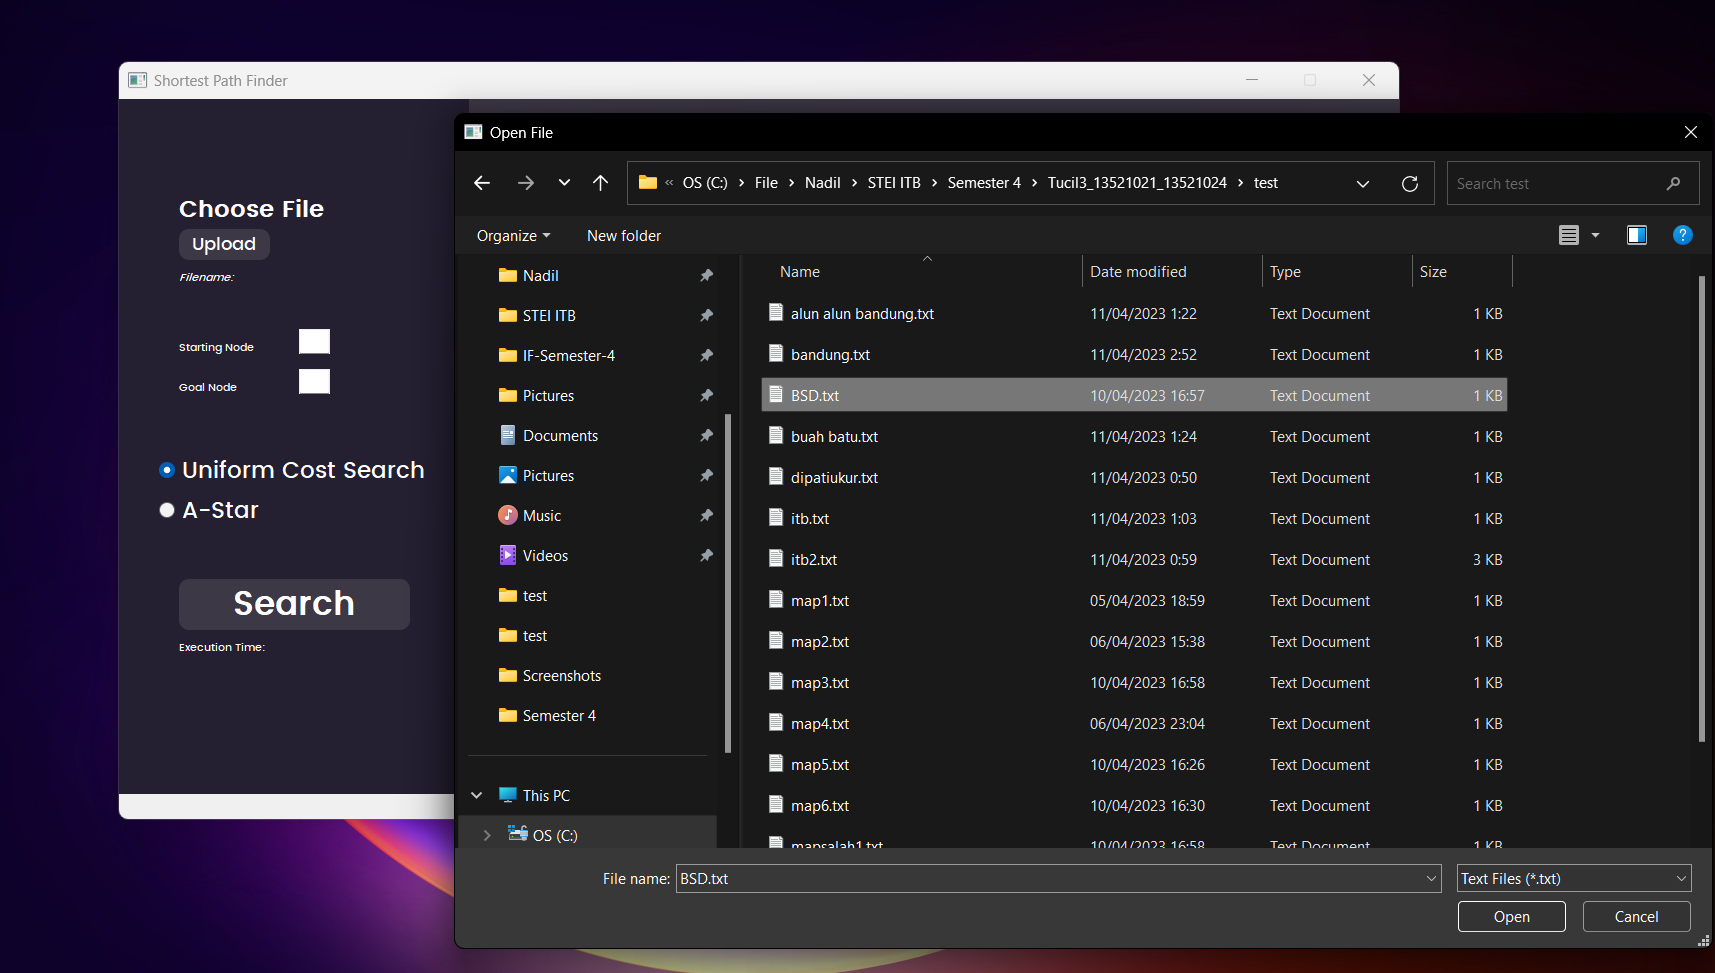 Shortest Path Finder
Choose File
Upload
Filename:
Starting Node
Goal Node
Uniform Cost Search
A-Star
Search
Execution Time:
Open File
« OS (C:) > File > Nadil > STEI ITB > Semester 4 > Tucil3_13521021_13521024 > test
Search test
Organize
New folder
Nadil
STEI ITB
IF-Semester-4
Pictures
Documents
Pictures
Music
Videos
test
test
Screenshots
Semester 4
This PC
OS (C:)
Name Date modified Type Size
alun alun bandung.txt 11/04/2023 1:22 Text Document 1 KB
bandung.txt 11/04/2023 2:52 Text Document 1 KB
BSD.txt 10/04/2023 16:57 Text Document 1 KB
buah batu.txt 11/04/2023 1:24 Text Document 1 KB
dipatiukur.txt 11/04/2023 0:50 Text Document 1 KB
itb.txt 11/04/2023 1:03 Text Document 1 KB
itb2.txt 11/04/2023 0:59 Text Document 3 KB
map1.txt 05/04/2023 18:59 Text Document 1 KB
map2.txt 06/04/2023 15:38 Text Document 1 KB
map3.txt 10/04/2023 16:58 Text Document 1 KB
map4.txt 06/04/2023 23:04 Text Document 1 KB
map5.txt 10/04/2023 16:26 Text Document 1 KB
map6.txt 10/04/2023 16:30 Text Document 1 KB
mapsalah1.txt 10/04/2023 16:58 Text Document 1 KB
File name: BSD.txt
Text Files (*.txt)
Open
Cancel